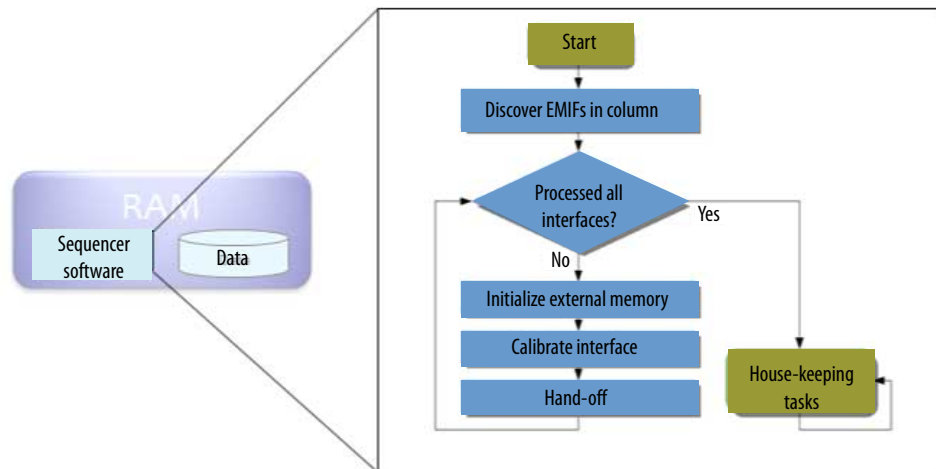 Start
Discover EMIFs in column
Processed all
interfaces?
Yes
No
RAM
Sequencer
software
Data
Initialize external memory
Calibrate interface
Hand-off
House-keeping
tasks